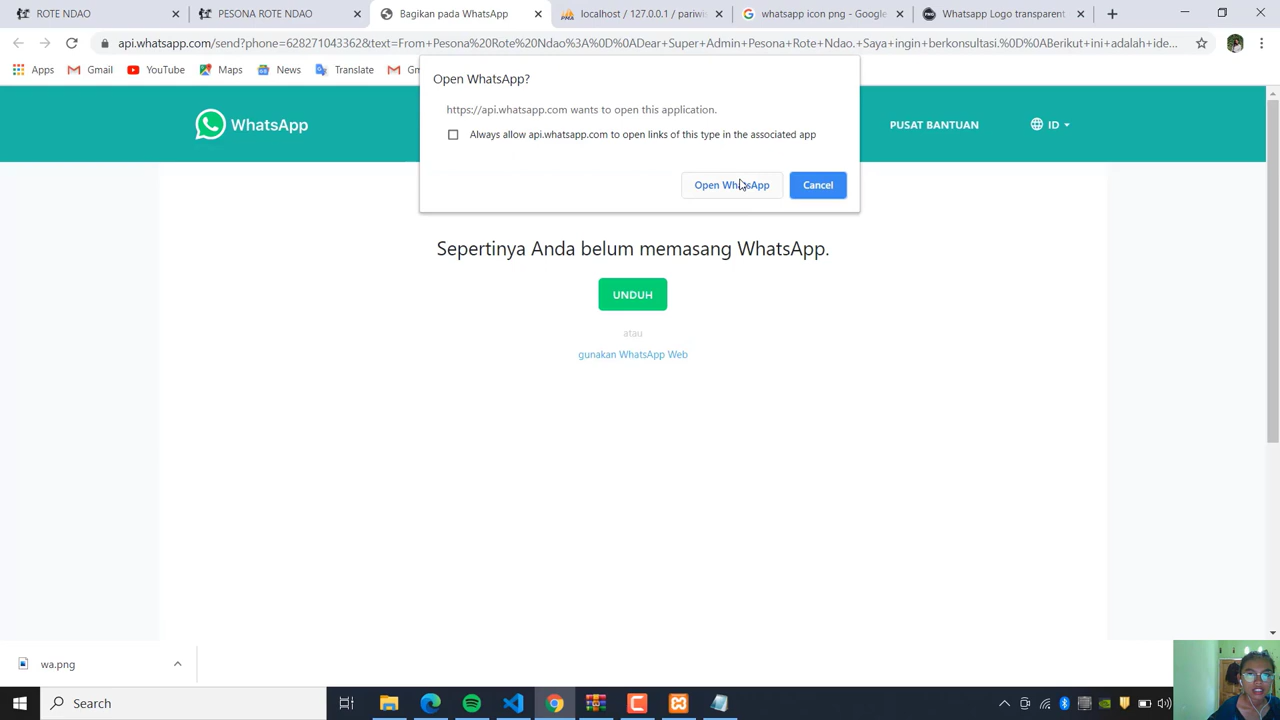 ROTE NDAO
PESONA ROTE NDAO
Bagikan pada WhatsApp
localhost / 127.0.0.1 / pariwis
whatsapp icon png - Google
Whatsapp Logo transparent
api.whatsapp.com/send?phone=628271043362&text=From+Pesona%20Rote%20Ndao%3A%0D%0ADear+Super+Admin+Pesona+Rote+Ndao.+Saya+ingin+berkonsultasi.%0D%0ABerikut+ini+adalah+ide...
Apps
Gmail
YouTube
Maps
News
Translate
Gm
Open WhatsApp?
https://api.whatsapp.com wants to open this application.
Always allow api.whatsapp.com to open links of this type in the associated app
Open WhatsApp
Cancel
WhatsApp
PUSAT BANTUAN
ID
Sepertinya Anda belum memasang WhatsApp.
UNDUH
atau
gunakan WhatsApp Web
wa.png
Search